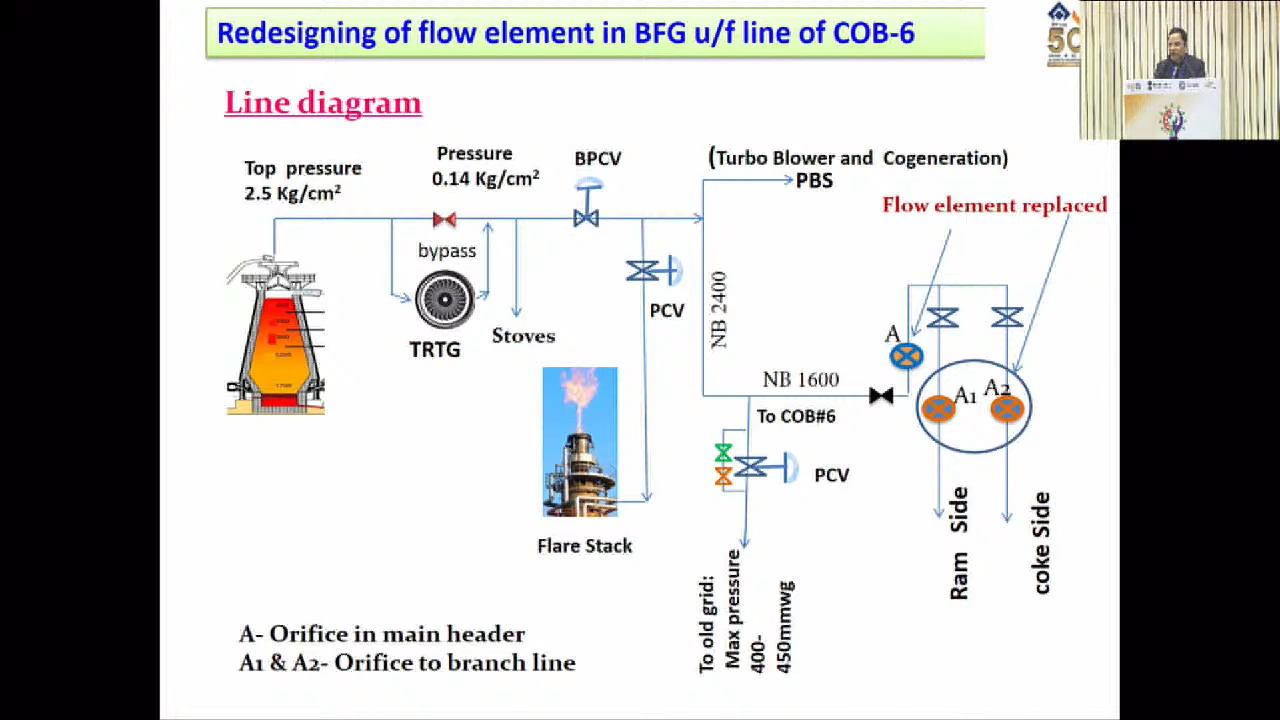 Redesigning of flow element in BFG u/f line of COB-6
50
Line diagram
Top pressure
2.5 Kg/cm²
Pressure
0.14 Kg/cm²
BPCV
(Turbo Blower and Cogeneration)
PBS
Flow element replaced
bypass
PCV
TRTG
Stoves
NB 2400
A
NB 1600
A1
A2
To COB#6
PCV
Flare Stack
Ram Side
coke Side
To old grid:
Max pressure
400-
450mmwg
A- Orifice in main header
A1 & A2- Orifice to branch line